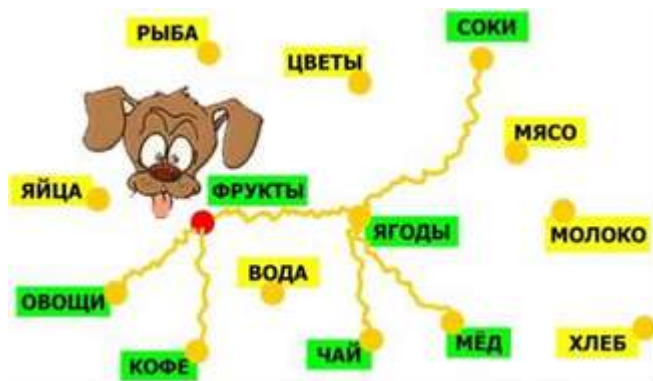 РЫБА
СОКИ
ЦВЕТЫ
МЯСО
ЯЙЦА
ФРУКТЫ
ЯГОДЫ
МОЛОКО
ВОДА
ОВОЩИ
ЧАЙ
МЁД
ХЛЕБ
КОФЕ